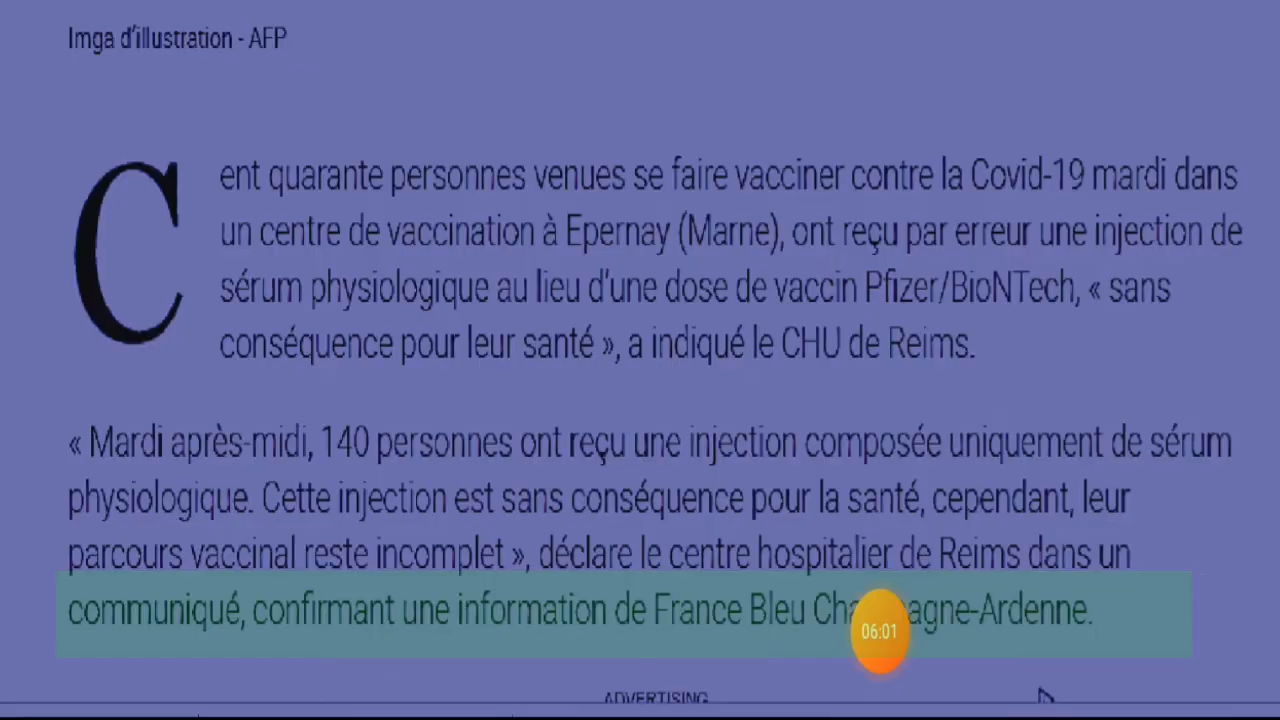 Imga d'illustration - AFP
Cent quarante personnes venues se faire vacciner contre la Covid-19 mardi dans
un centre de vaccination à Epernay (Marne), ont reçu par erreur une injection de
sérum physiologique au lieu d'une dose de vaccin Pfizer/BioNTech, « sans
conséquence pour leur santé », a indiqué le CHU de Reims.
« Mardi après-midi, 140 personnes ont reçu une injection composée uniquement de sérum
physiologique. Cette injection est sans conséquence pour la santé, cependant, leur
parcours vaccinal reste incomplet », déclare le centre hospitalier de Reims dans un
communiqué, confirmant une information de France Bleu Cha agne-Ardenne.
06:01
ADVERTISING